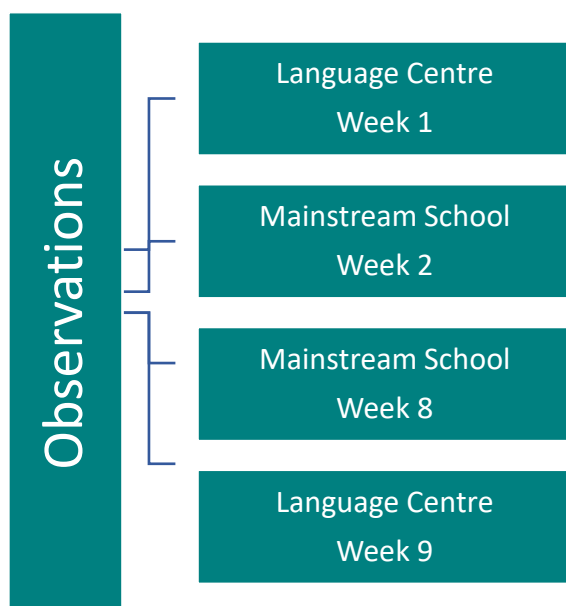 Observations
Language Centre
Week 1
Mainstream School
Week 2
Mainstream School
Week 8
Language Centre
Week 9